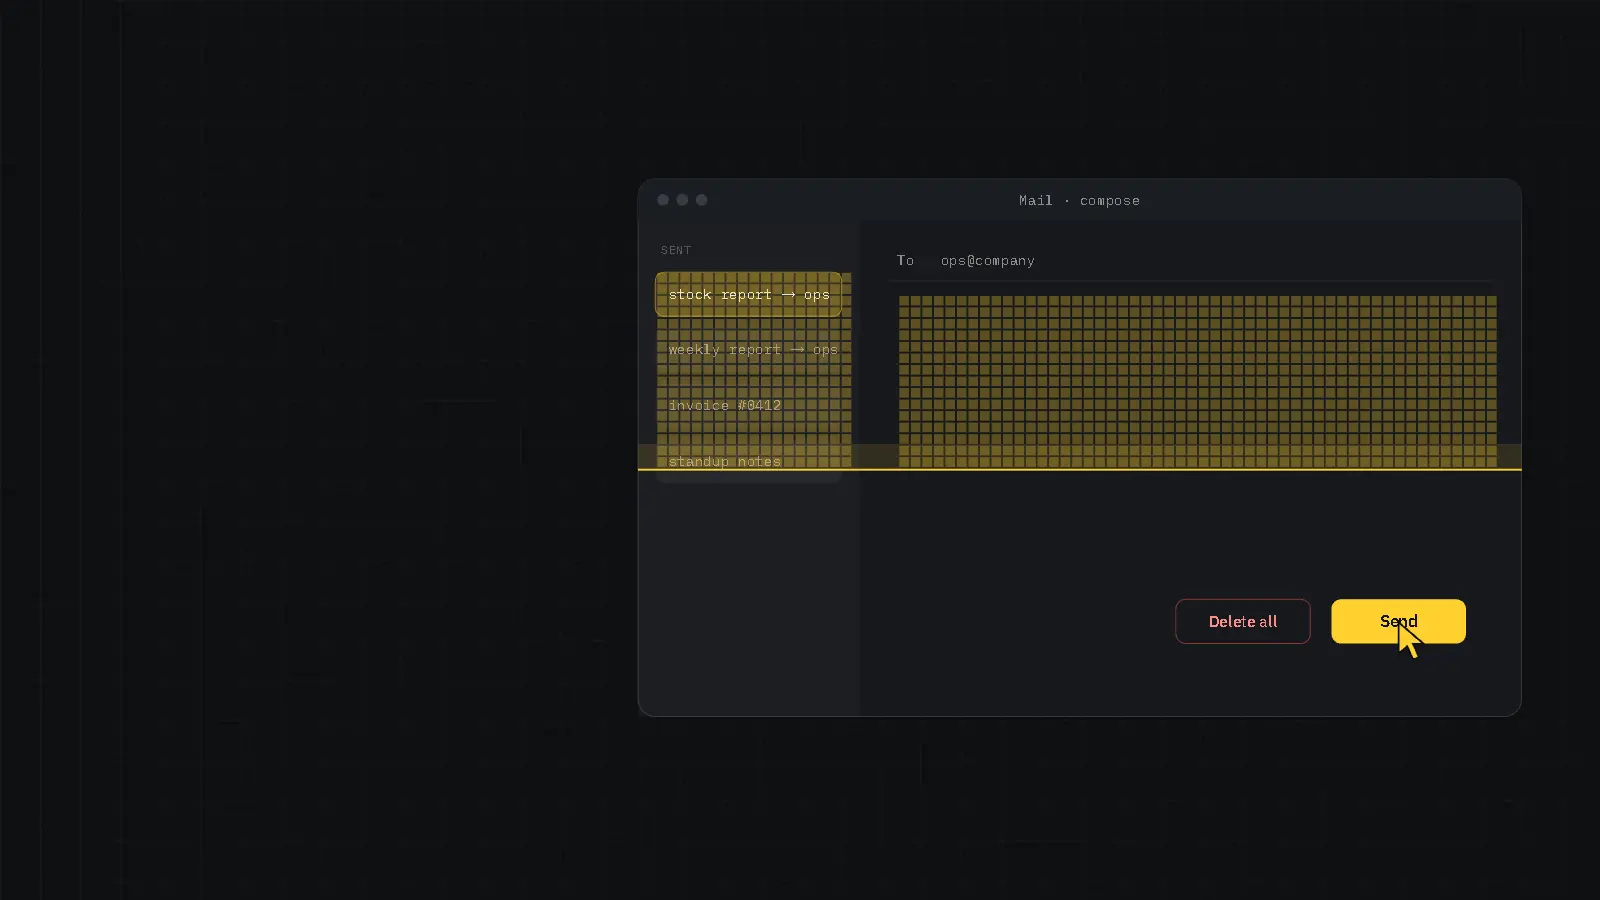 Mail · compose
SENT
stock report → ops
weekly report → ops
invoice #0412
standup notes
To ops@company
Delete all
Send